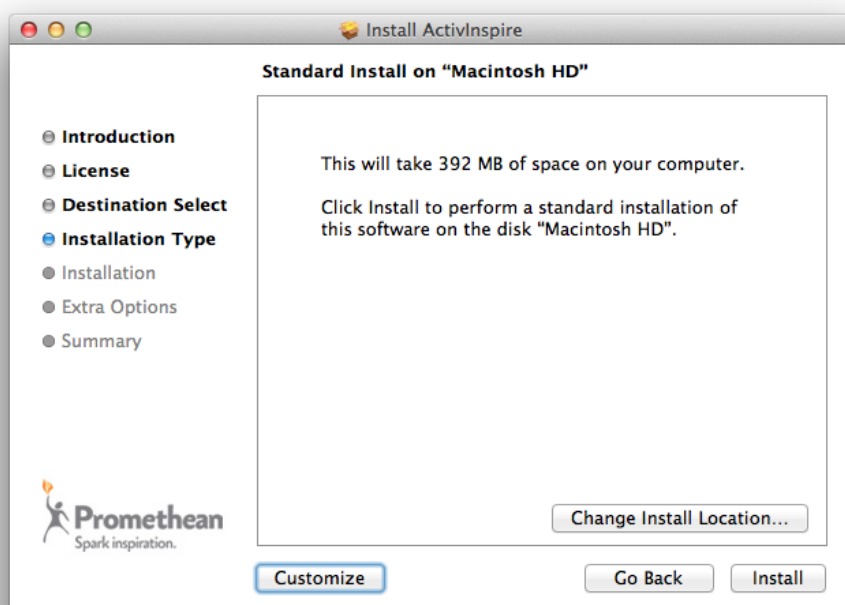 Install ActivInspire
Standard Install on “Macintosh HD”
Introduction
License
Destination Select
Installation Type
Installation
Extra Options
Summary
This will take 392 MB of space on your computer.
Click Install to perform a standard installation of
this software on the disk “Macintosh HD”.
Promethean
Spark inspiration.
Change Install Location...
Customize
Go Back
Install